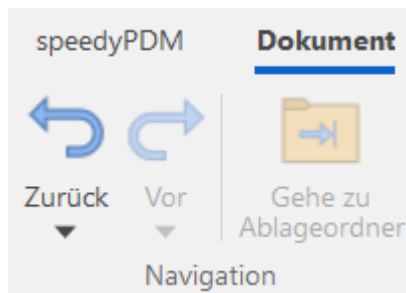 speedyPDM Dokument
Zurück Vor Gehe zu
Ablageordner
Navigation